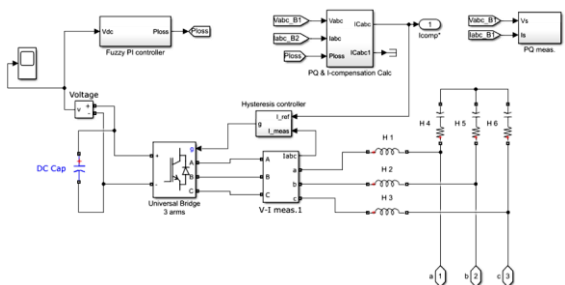 Vdc
Ploss
Ploss
Fuzzy PI controller
Vabc_B1
Iabc_B2
Ploss
Vabc
Iabc
Ploss
ICabc
ICabc1
PQ & I-compensation Calc
1
Icomp*
Vabc_B1
Iabc_B1
Vs
Is
PQ meas.
Voltage
v
+
-
Hysteresis controller
g
I_ref
I_meas
DC Cap
+
-
g
A
B
C
Universal Bridge
3 arms
A
B
C
Iabc
a
b
c
V-I meas.1
H 1
H 2
H 3
H 4
H 5
H 6
a 1
b 2
c 3